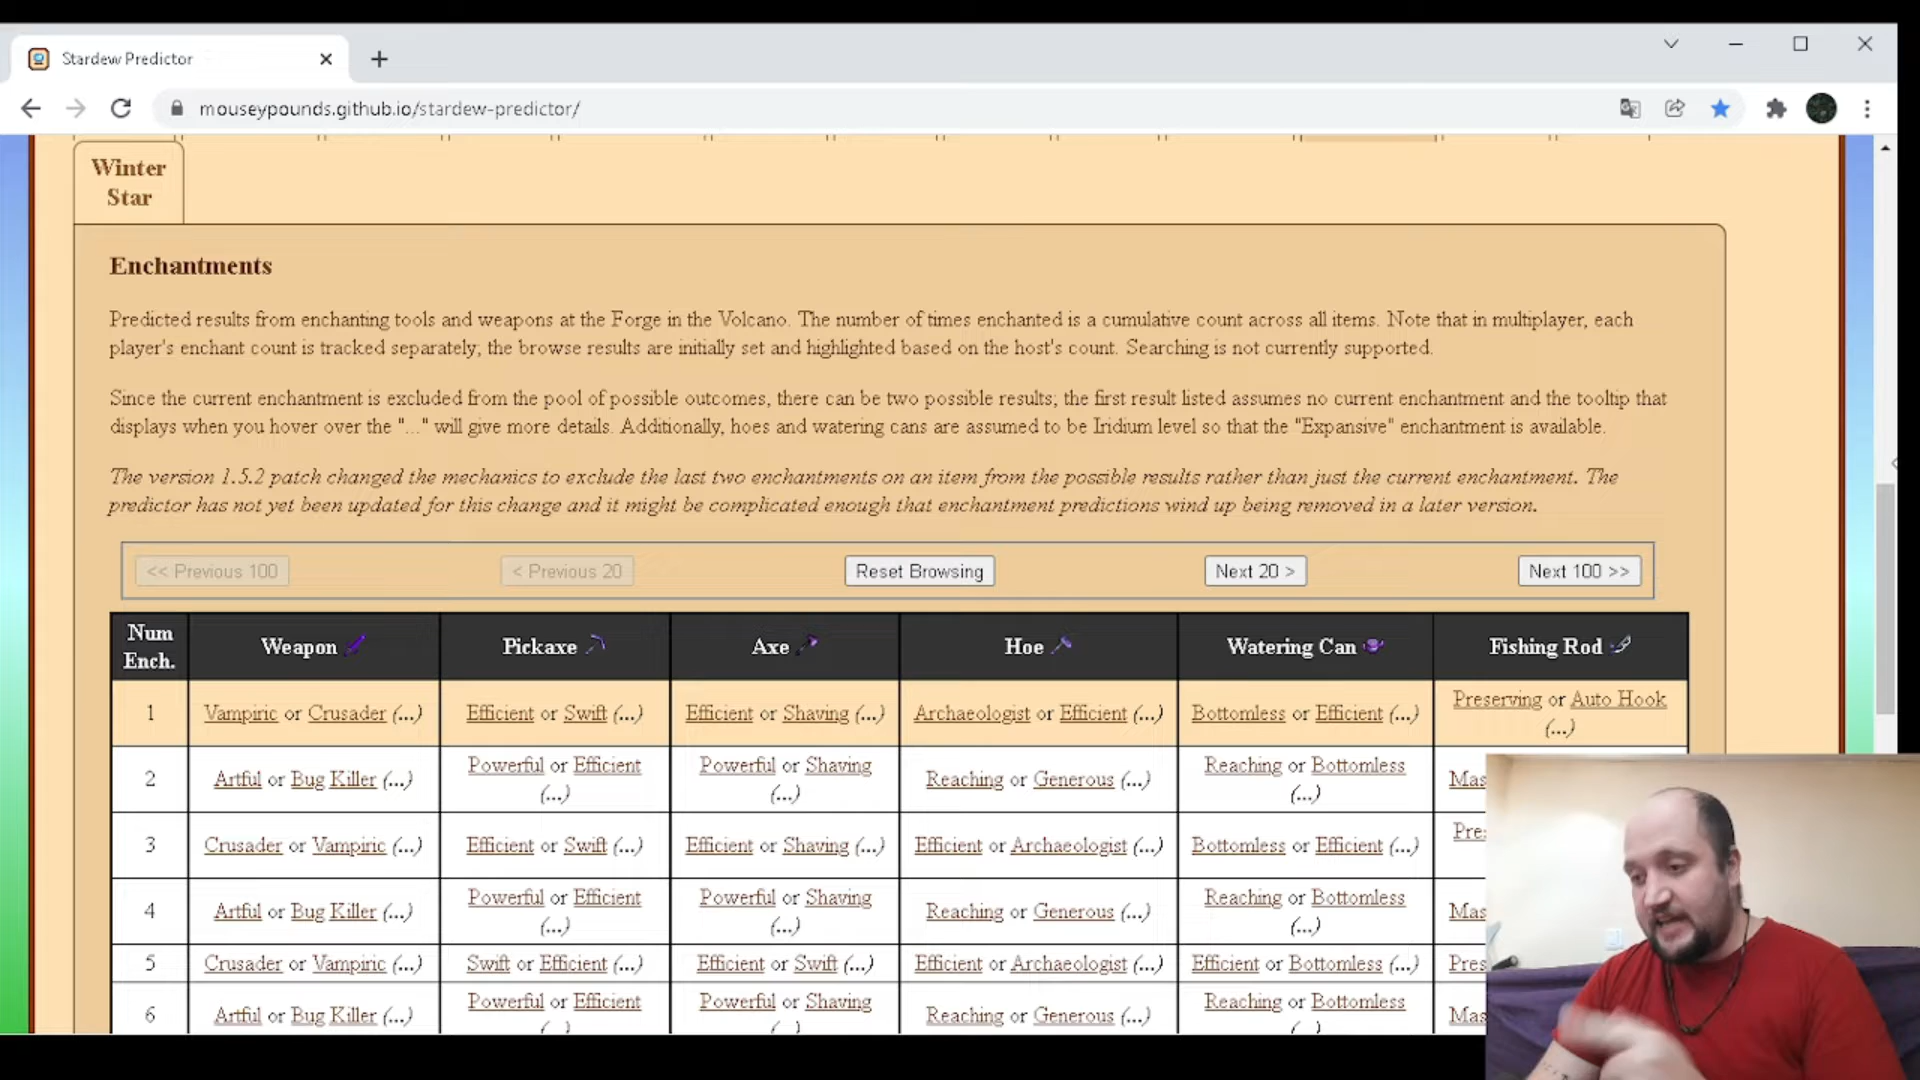 Stardew Predictor
mouseypounds.github.io/stardew-predictor/
Winter
Star
Enchantments
Predicted results from enchanting tools and weapons at the Forge in the Volcano. The number of times enchanted is a cumulative count across all items. Note that in multiplayer, each
player's enchant count is tracked separately; the browse results are initially set and highlighted based on the host's count. Searching is not currently supported.
Since the current enchantment is excluded from the pool of possible outcomes, there can be two possible results; the first result listed assumes no current enchantment and the tooltip that
displays when you hover over the "..." will give more details. Additionally, hoes and watering cans are assumed to be Iridium level so that the "Expansive" enchantment is available.
The version 1.5.2 patch changed the mechanics to exclude the last two enchantments on an item from the possible results rather than just the current enchantment. The
predictor has not yet been updated for this change and it might be complicated enough that enchantment predictions wind up being removed in a later version.
<< Previous 100 < Previous 20 Reset Browsing Next 20 > Next 100 >>
Num
Ench. Weapon Pickaxe Axe Hoe Watering Can Fishing Rod
1 Vampiric or Crusader (...) Efficient or Swift (...) Efficient or Shaving (...) Archaeologist or Efficient (...) Bottomless or Efficient (...) Preserving or Auto Hook
(...)
2 Artful or Bug Killer (...) Powerful or Efficient Powerful or Shaving Reaching or Generous (...) Reaching or Bottomless Mas
(...) (...) (...)
3 Crusader or Vampiric (...) Efficient or Swift (...) Efficient or Shaving (...) Efficient or Archaeologist (...) Bottomless or Efficient (...) Pres
4 Artful or Bug Killer (...) Powerful or Efficient Powerful or Shaving Reaching or Generous (...) Reaching or Bottomless Mas
(...) (...) (...)
5 Crusader or Vampiric (...) Swift or Efficient (...) Efficient or Swift (...) Efficient or Archaeologist (...) Efficient or Bottomless (...) Pres
6 Artful or Bug Killer (...) Powerful or Efficient Powerful or Shaving Reaching or Generous (...) Reaching or Bottomless Mas